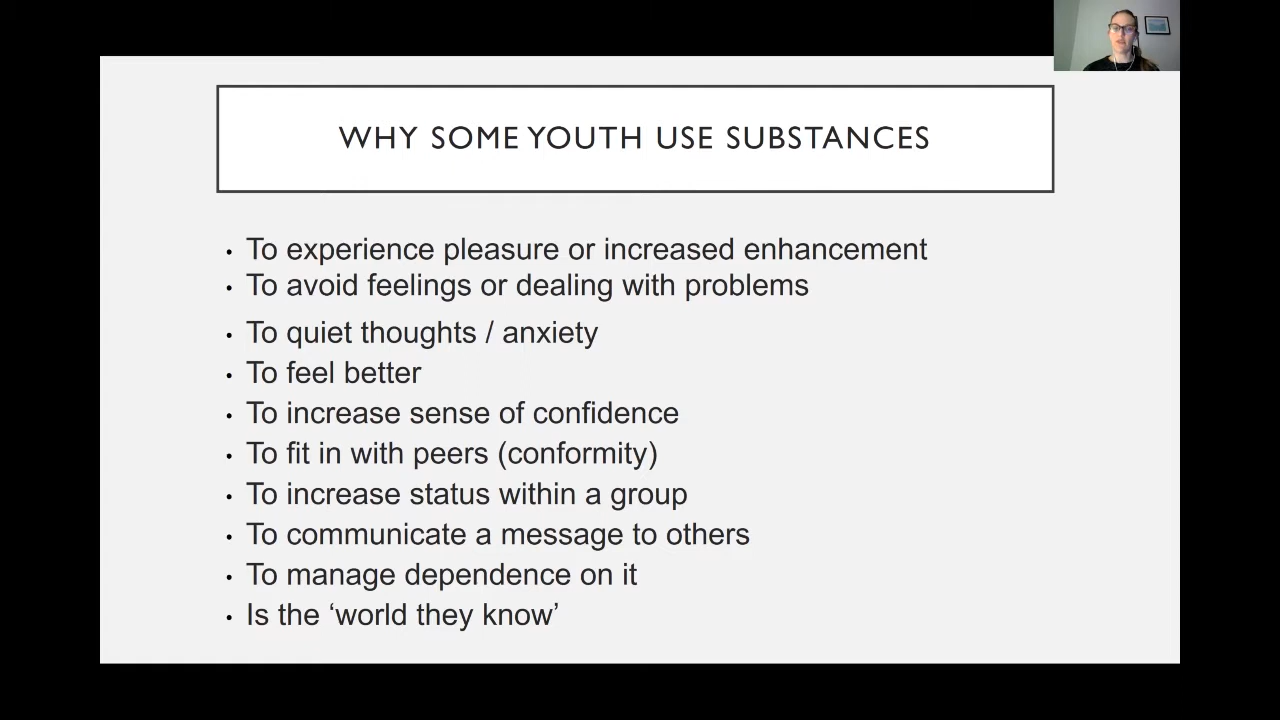 WHY SOME YOUTH USE SUBSTANCES
• To experience pleasure or increased enhancement
• To avoid feelings or dealing with problems
• To quiet thoughts / anxiety
• To feel better
• To increase sense of confidence
• To fit in with peers (conformity)
• To increase status within a group
• To communicate a message to others
• To manage dependence on it
• Is the ‘world they know’